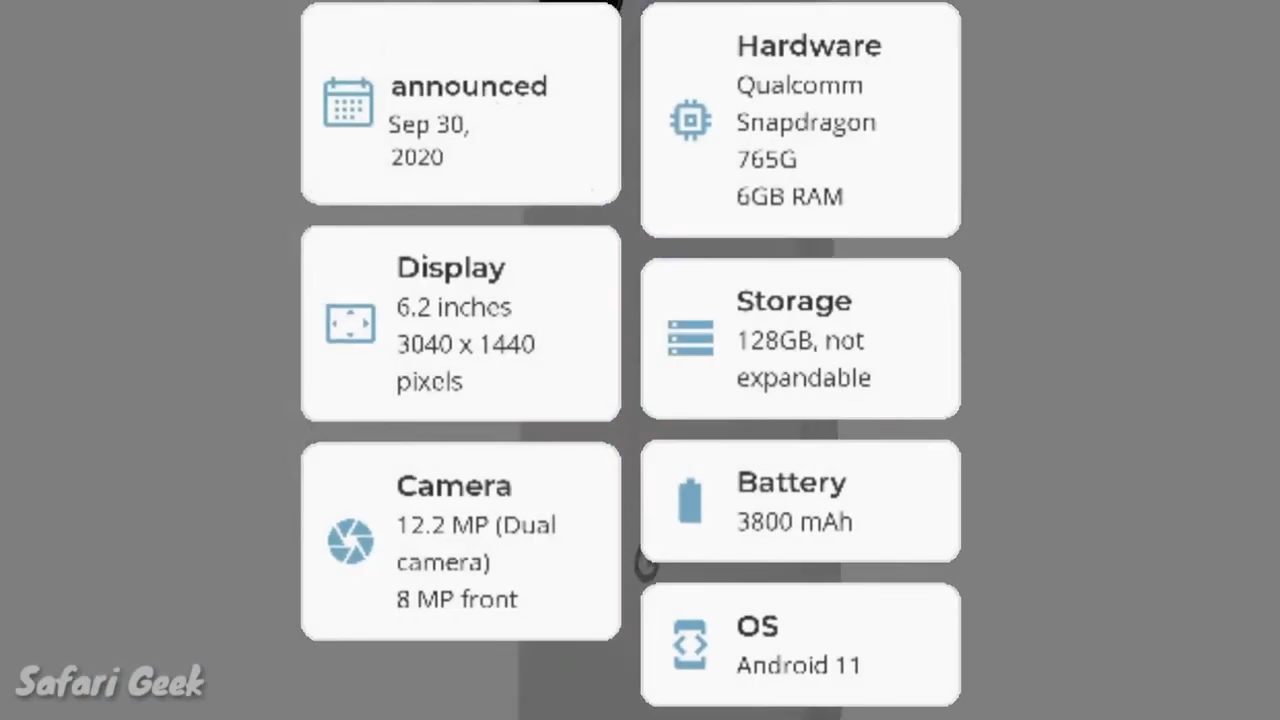 announced
Sep 30,
2020
Display
6.2 inches
3040 x 1440
pixels
Camera
12.2 MP (Dual
camera)
8 MP front
Hardware
Qualcomm
Snapdragon
765G
6GB RAM
Storage
128GB, not
expandable
Battery
3800 mAh
OS
Android 11
Safari Geek